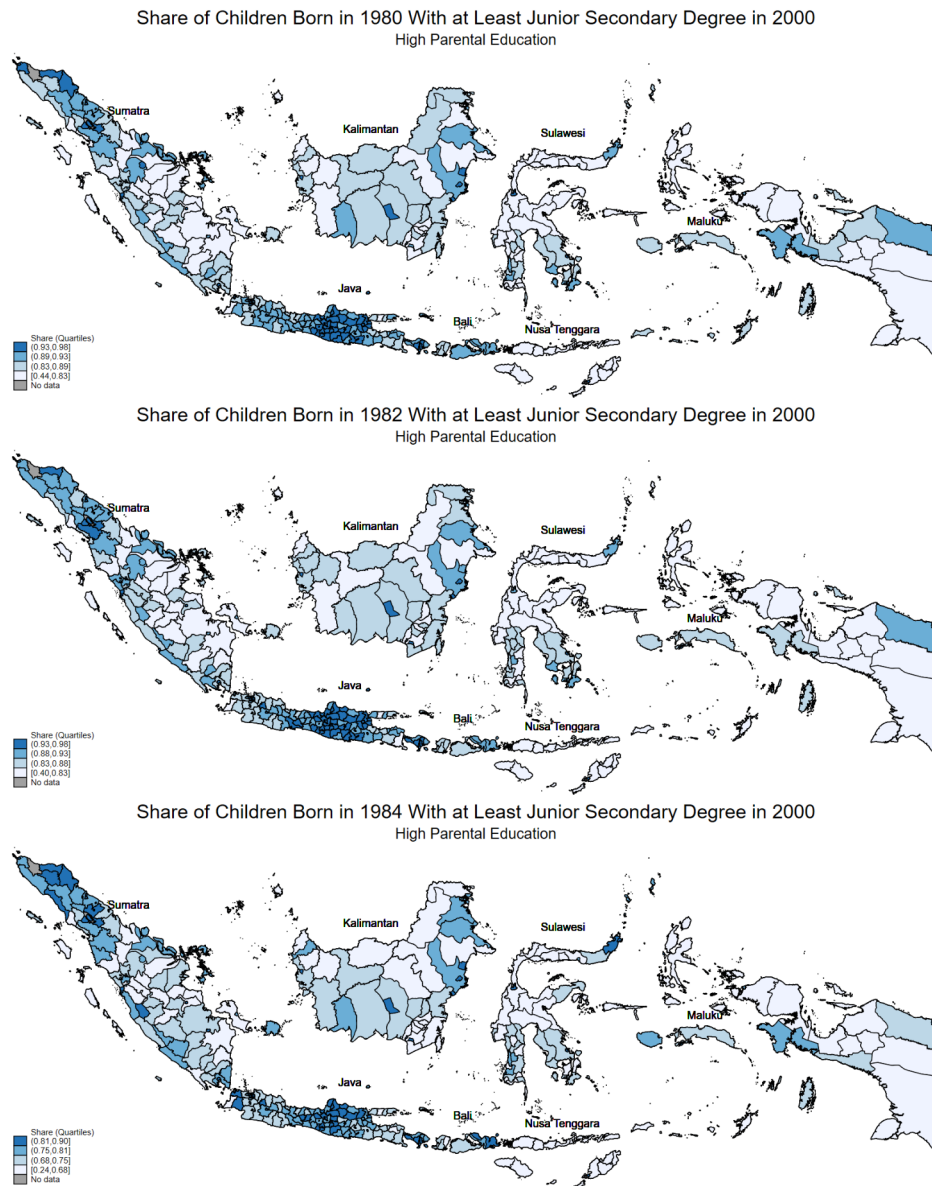 Share of Children Born in 1980 With at Least Junior Secondary Degree in 2000
High Parental Education
Sumatra
Kalimantan
Sulawesi
Maluku
Java
Bali
Nusa Tenggara
Share (Quartiles)
(0.93,0.98]
(0.89,0.93]
(0.83,0.89]
[0.44,0.83]
No data
Share of Children Born in 1982 With at Least Junior Secondary Degree in 2000
High Parental Education
Sumatra
Kalimantan
Sulawesi
Maluku
Java
Bali
Nusa Tenggara
Share (Quartiles)
(0.93,0.98]
(0.88,0.93]
(0.83,0.88]
[0.40,0.83]
No data
Share of Children Born in 1984 With at Least Junior Secondary Degree in 2000
High Parental Education
Sumatra
Kalimantan
Sulawesi
Maluku
Java
Bali
Nusa Tenggara
Share (Quartiles)
(0.81,0.90]
(0.75,0.81]
(0.68,0.75]
[0.24,0.68]
No data